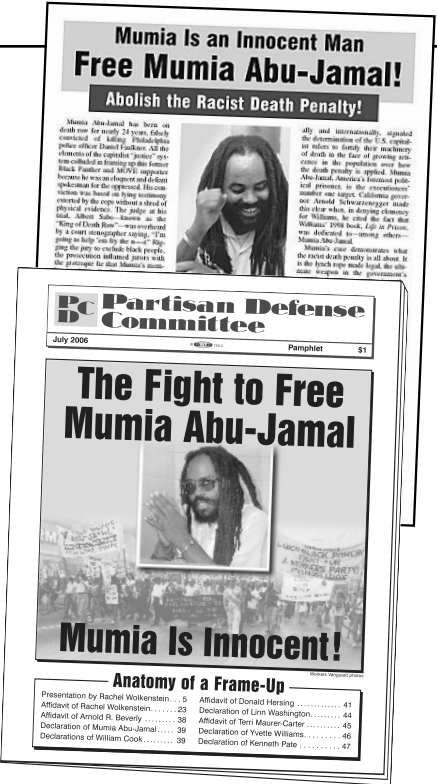 Mumia Is an Innocent Man
Free Mumia Abu-Jamal!
Abolish the Racist Death Penalty!
Mumia Abu-Jamal has been on
death row for nearly 24 years, falsely
convicted of killing Philadelphia
police officer Daniel Faulkner. All the
elements of the capitalist "justice" sys-
tem colluded in framing up this former
Black Panther and MOVE supporter
because he was an eloquent and defiant
spokesman for the oppressed. His con-
viction was based on lying testimony
extorted by the cops without a shred of
physical evidence. The judge at his
trial, Albert Sabo—known as the
"King of Death Row"—was overheard
by a court stenographer saying, "I'm
going to help 'em fry the n—r." Rig-
ging the jury to exclude black people,
the prosecution inflamed jurors with
the grotesque lie that Mumia's mem-
ally and internationally, signaled
the determination of the U.S. capital-
ist rulers to fortify their machinery
of death in the face of growing reti-
cence in the population over how
the death penalty is applied. Mumia
Abu-Jamal, America's foremost polit-
ical prisoner, is the executioners'
number one target. California gover-
nor Arnold Schwarzenegger made
this clear when, in denying clemency
for Williams, he cited the fact that
Williams' 1998 book, Life in Prison,
was dedicated to—among others—
Mumia Abu-Jamal.
Mumia's case demonstrates what
the racist death penalty is all about. It
is the lynch rope made legal, the ulti-
mate weapon in the government's
PDC
Partisan Defense
Committee
July 2006
Pamphlet
$1
The Fight to Free
Mumia Abu-Jamal
Mumia Is Innocent!
Workers Vanguard photos
Anatomy of a Frame-Up
Presentation by Rachel Wolkenstein. . . 5
Affidavit of Rachel Wolkenstein. . . . . . . 23
Affidavit of Arnold R. Beverly . . . . . . . . . 38
Declaration of Mumia Abu-Jamal. . . . . 39
Declarations of William Cook . . . . . . . . . 39
Affidavit of Donald Hersing . . . . . . . . . . . . . 41
Declaration of Linn Washington. . . . . . . . . 44
Affidavit of Terri Maurer-Carter . . . . . . . . . . 45
Declaration of Yvette Williams. . . . . . . . . . 46
Declaration of Kenneth Pate . . . . . . . . . . 47